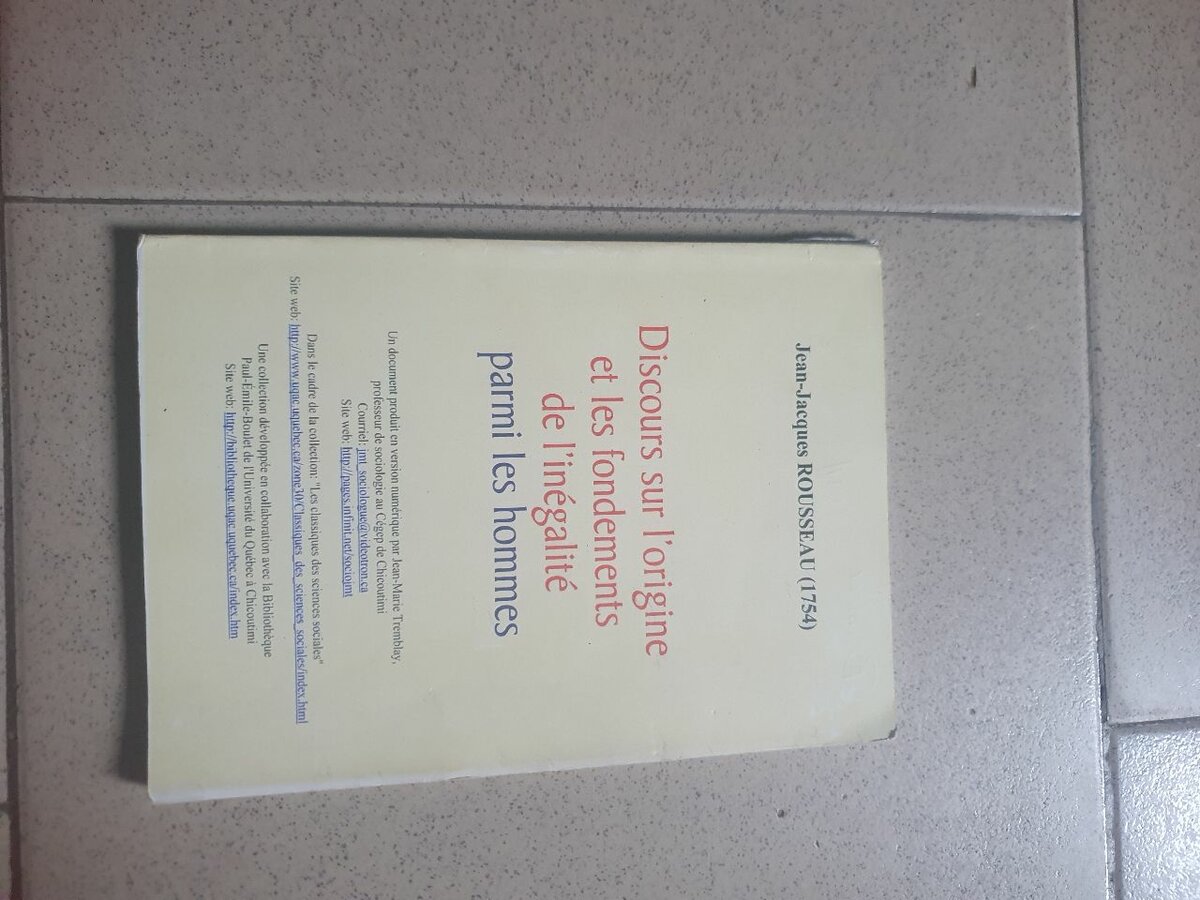 Jean-Jacques ROUSSEAU (1754)
Discours sur l'origine
et les fondements
de l'inégalité
parmi les hommes
Un document produit en version numérique par Jean-Marie Tremblay,
professeur de sociologie au Cégep de Chicoutimi
Courriel: jmt_sociologue@videotron.ca
Site web: http://pages.infinit.net/sociojmt
Dans le cadre de la collection: "Les classiques des sciences sociales"
Site web: http://www.uqac.uquebec.ca/zone30/Classiques_des_sciences_sociales/index.html
Une collection développée en collaboration avec la Bibliothèque
Paul-Émile-Boulet de l'Université du Québec à Chicoutimi
Site web: http://bibliotheque.uqac.uquebec.ca/index.htm